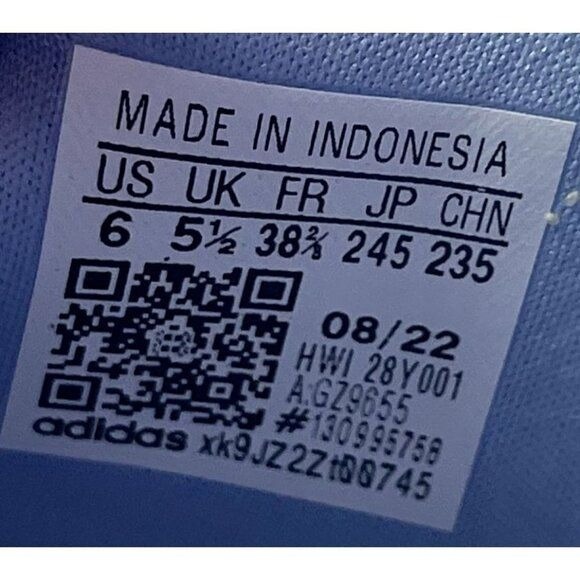 MADE IN INDONESIA
US UK FR JP CHN
6 5½ 38⅔ 245 235
08/22
HWI 28Y001
A:GZ9655
#130995758
adidas xk9JZ2Zt00745